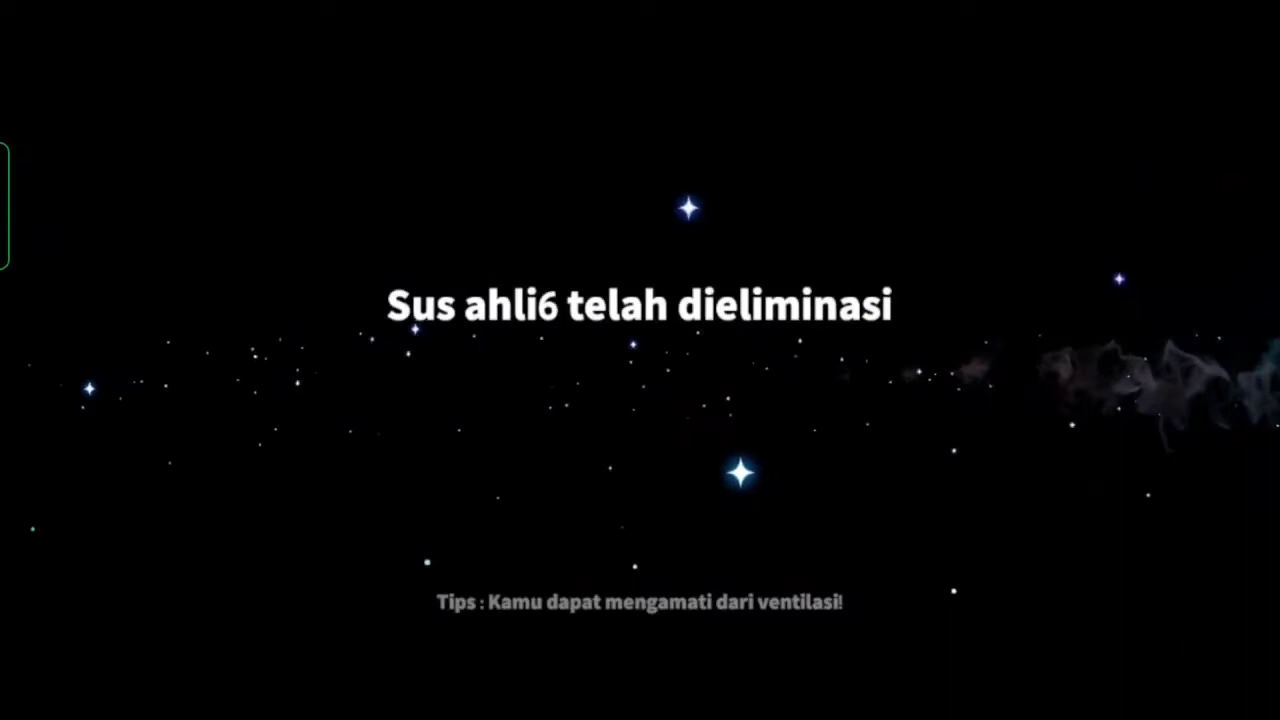 Sus ahli6 telah dieliminasi
Tips : Kamu dapat mengamati dari ventilasi!